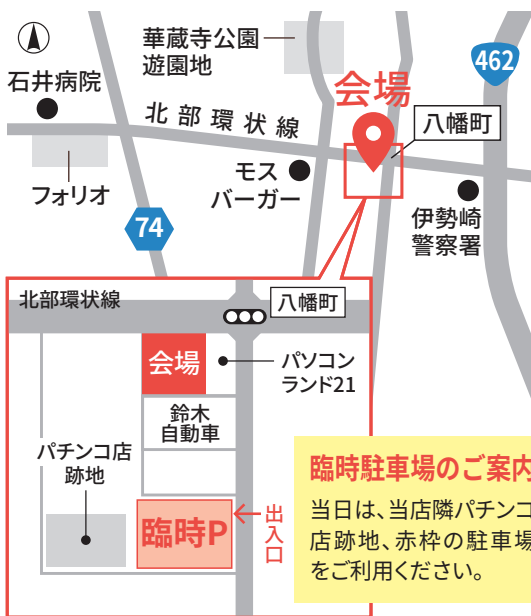 華蔵寺公園
遊園地
石井病院
462
会場
北部環状線
八幡町
モス
バーガー
フォリオ
伊勢崎
警察署
74
北部環状線
八幡町
会場
パソコン
ランド21
鈴木
自動車
パチンコ店
跡地
臨時P
出入口
臨時駐車場のご案内
当日は、当店隣パチンコ
店跡地、赤枠の駐車場
をご利用ください。